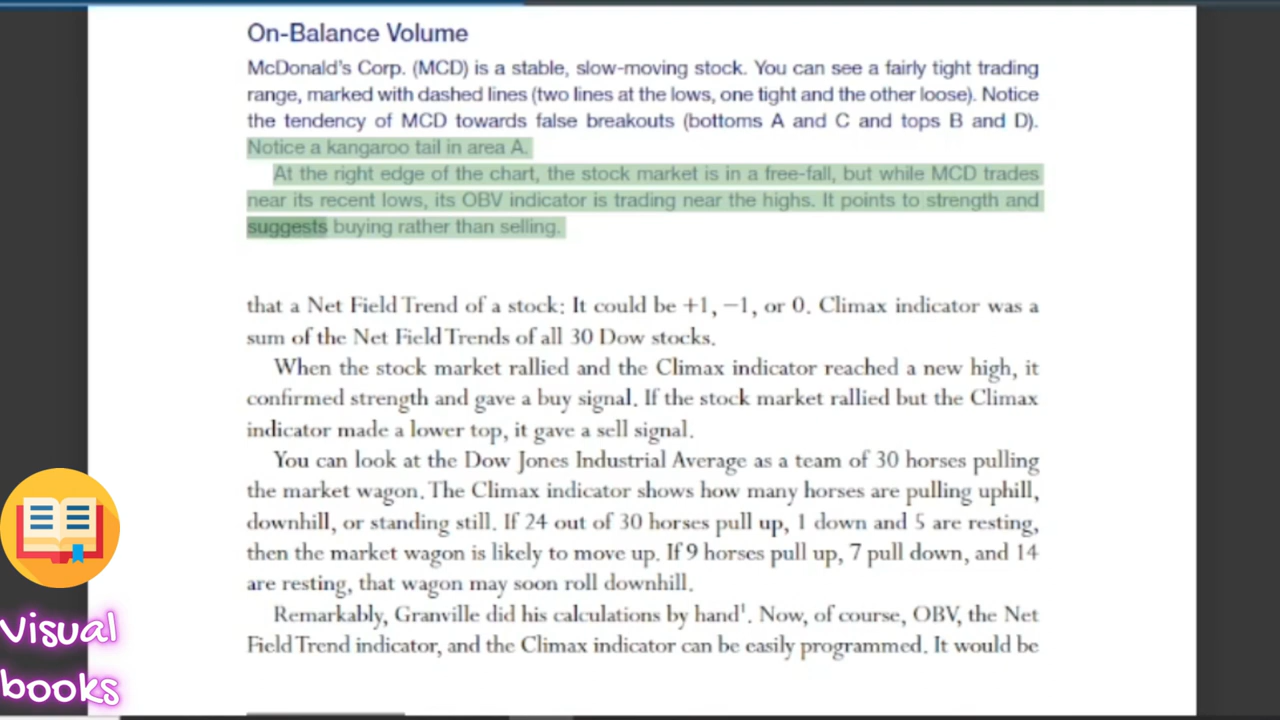 On-Balance Volume
McDonald's Corp. (MCD) is a stable, slow-moving stock. You can see a fairly tight trading
range, marked with dashed lines (two lines at the lows, one tight and the other loose). Notice
the tendency of MCD towards false breakouts (bottoms A and C and tops B and D).
Notice a kangaroo tail in area A.
At the right edge of the chart, the stock market is in a free-fall, but while MCD trades
near its recent lows, its OBV indicator is trading near the highs. It points to strength and
suggests buying rather than selling.
that a Net Field Trend of a stock: It could be +1, −1, or 0. Climax indicator was a
sum of the Net Field Trends of all 30 Dow stocks.
When the stock market rallied and the Climax indicator reached a new high, it
confirmed strength and gave a buy signal. If the stock market rallied but the Climax
indicator made a lower top, it gave a sell signal.
You can look at the Dow Jones Industrial Average as a team of 30 horses pulling
the market wagon. The Climax indicator shows how many horses are pulling uphill,
downhill, or standing still. If 24 out of 30 horses pull up, 1 down and 5 are resting,
then the market wagon is likely to move up. If 9 horses pull up, 7 pull down, and 14
are resting, that wagon may soon roll downhill.
Remarkably, Granville did his calculations by hand¹. Now, of course, OBV, the Net
Field Trend indicator, and the Climax indicator can be easily programmed. It would be
Visual
books